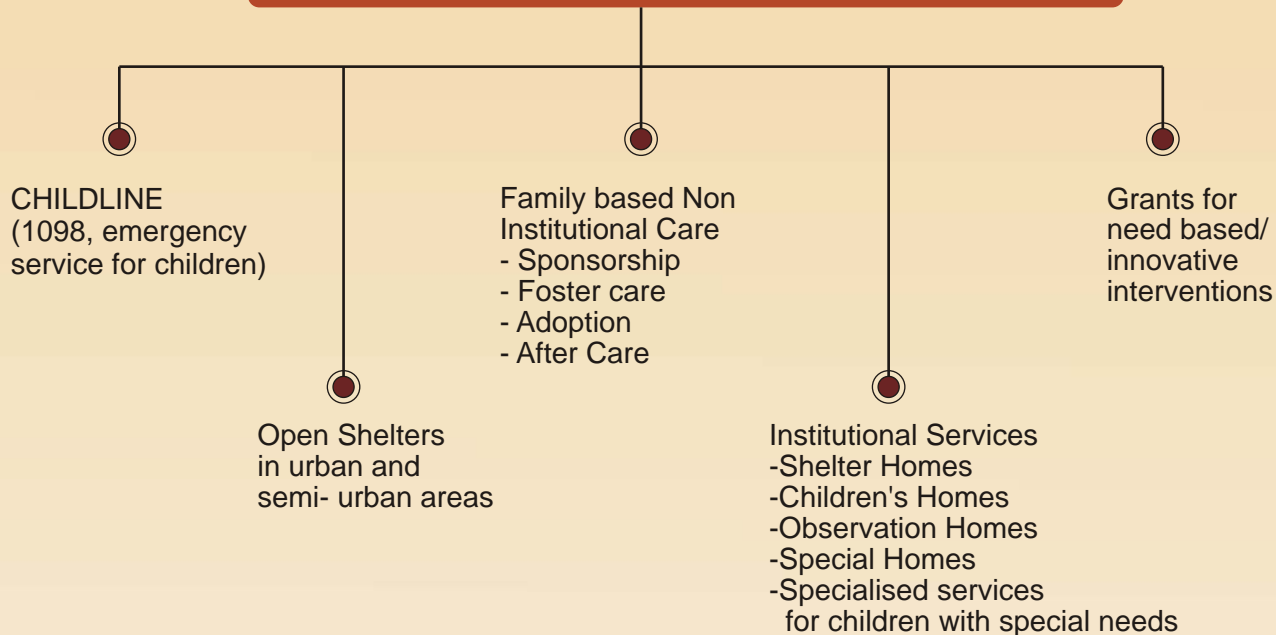 CHILDLINE
(1098, emergency
service for children)
Open Shelters
in urban and
semi- urban areas
Family based Non
Institutional Care
- Sponsorship
- Foster care
- Adoption
- After Care
Institutional Services
-Shelter Homes
-Children's Homes
-Observation Homes
-Special Homes
-Specialised services
for children with special needs
Grants for
need based/
innovative
interventions